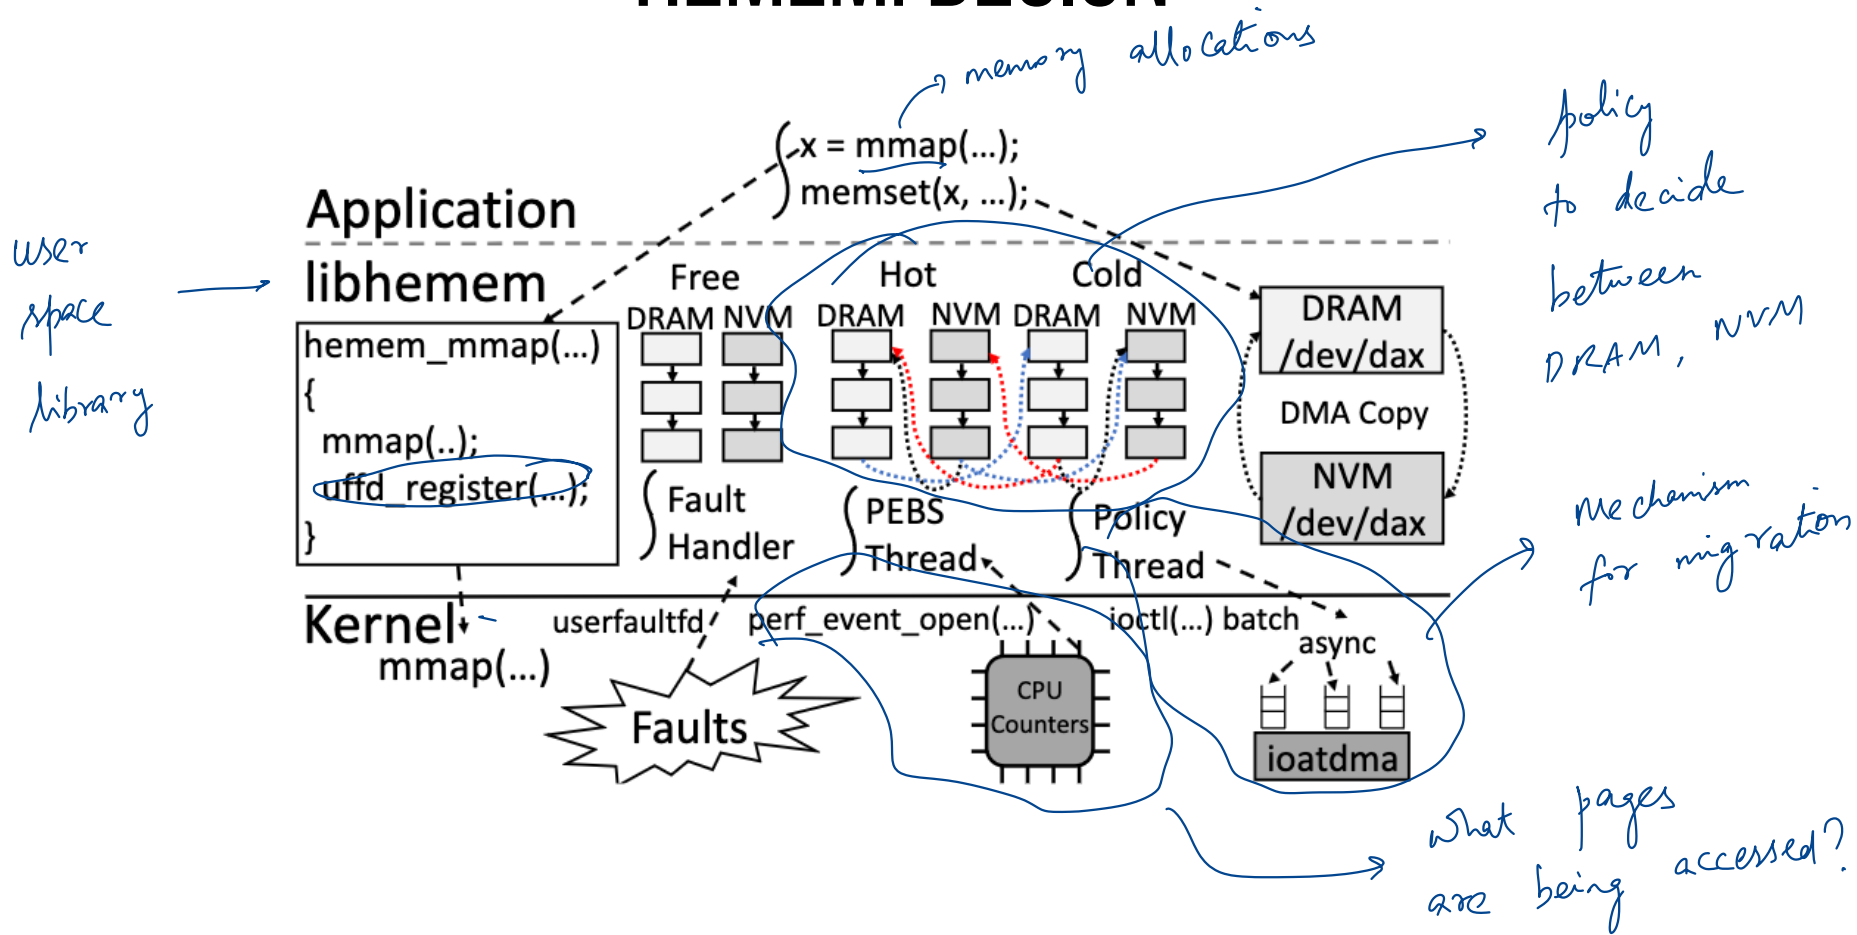 HEMEM: DESIGN
memory allocations
x = mmap(...);
memset(x, ...);
Application
user
space
library
libhemem
hemem_mmap(...)
{
mmap(..);
uffd_register(...);
}
Free
DRAM NVM
Hot
DRAM NVM
Cold
DRAM NVM
Fault
Handler
PEBS
Thread
Policy
Thread
DRAM
/dev/dax
DMA Copy
NVM
/dev/dax
policy
to decide
between
DRAM, NVM
Mechanism
for migration
Kernel
mmap(...)
userfaultfd
Faults
perf_event_open(...)
CPU
Counters
ioctl(...) batch
async
ioatdma
what pages
are being accessed?